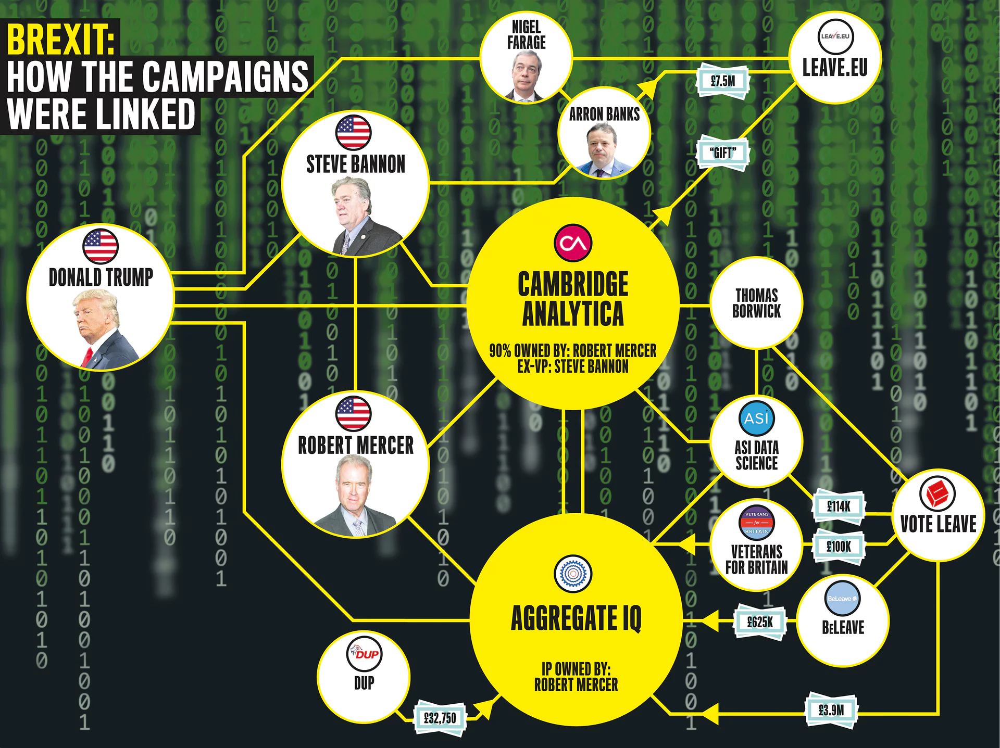 BREXIT:
HOW THE CAMPAIGNS
WERE LINKED
NIGEL
FARAGE
LEAVE.EU
LEAVE.EU
£7.5M
ARRON BANKS
STEVE BANNON
“GIFT”
DONALD TRUMP
CA
CAMBRIDGE
ANALYTICA
90% OWNED BY: ROBERT MERCER
EX-VP: STEVE BANNON
THOMAS
BORWICK
ROBERT MERCER
ASI
ASI DATA
SCIENCE
£114K
VOTE LEAVE
VETERANS
for
BRITAIN
VETERANS
FOR BRITAIN
£100K
AGGREGATE IQ
IP OWNED BY:
ROBERT MERCER
£625K
BeLeave
BeLEAVE
DUP
DUP
£32,750
£3.9M